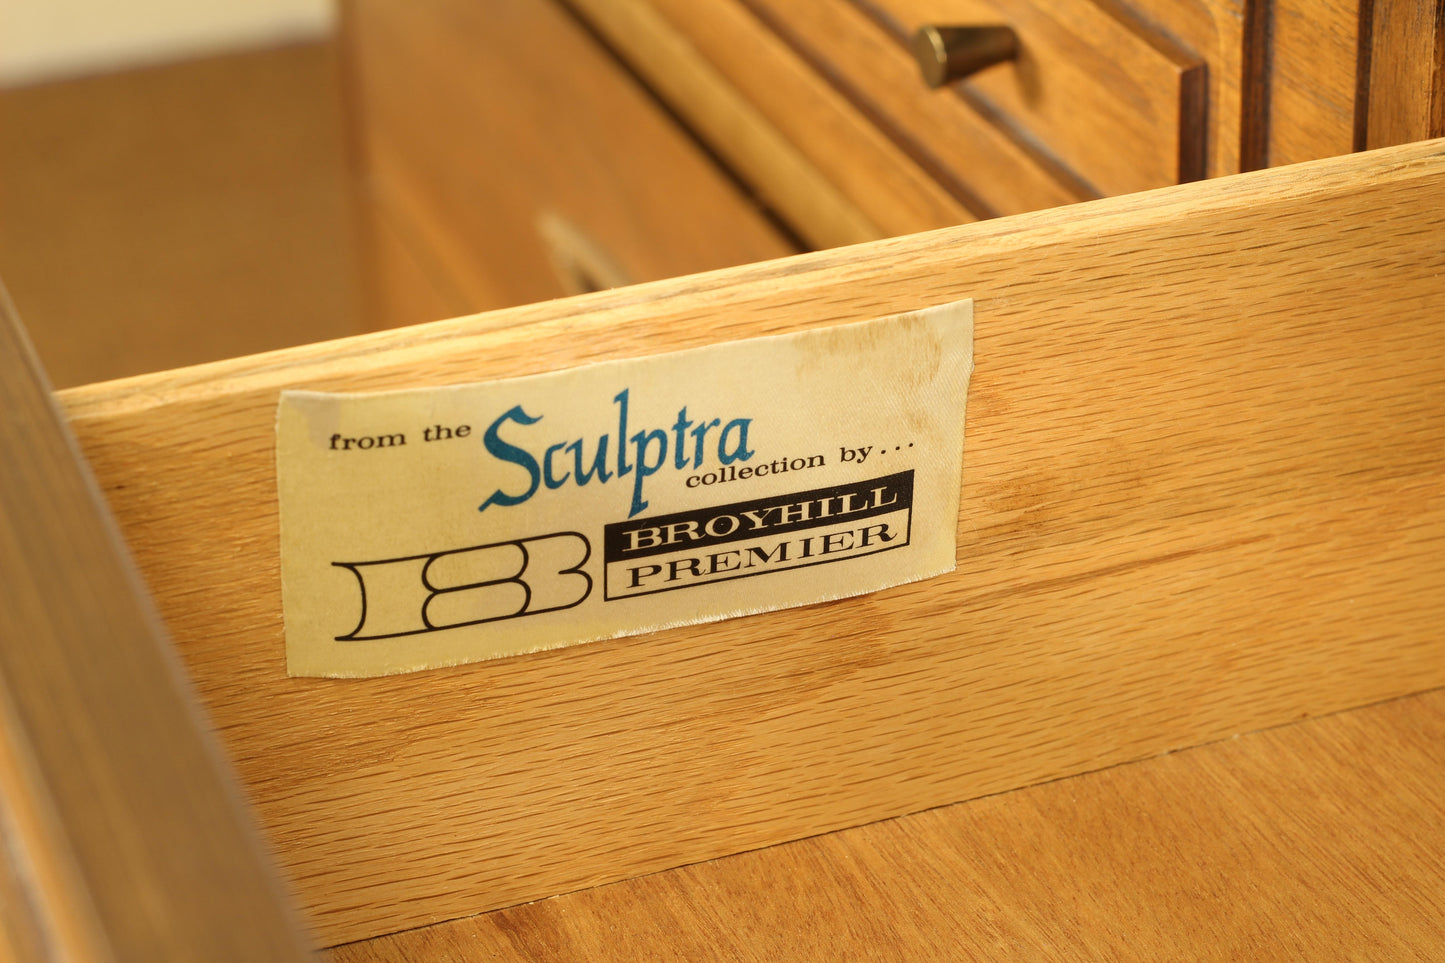 from the Sculptra
collection by...
B BROYHILL
PREMIER